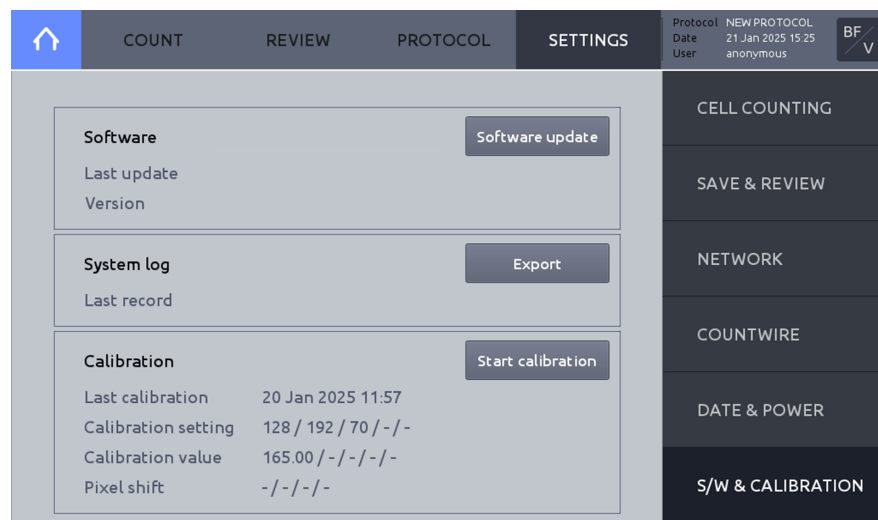 COUNT REVIEW PROTOCOL SETTINGS
Protocol NEW PROTOCOL
Date 21 Jan 2025 15:25
User anonymous
BF/V
Software Software update
Last update
Version
System log Export
Last record
Calibration Start calibration
Last calibration 20 Jan 2025 11:57
Calibration setting 128 / 192 / 70 / - / -
Calibration value 165.00 / - / - / - / -
Pixel shift - / - / - / -
CELL COUNTING
SAVE & REVIEW
NETWORK
COUNTWIRE
DATE & POWER
S/W & CALIBRATION